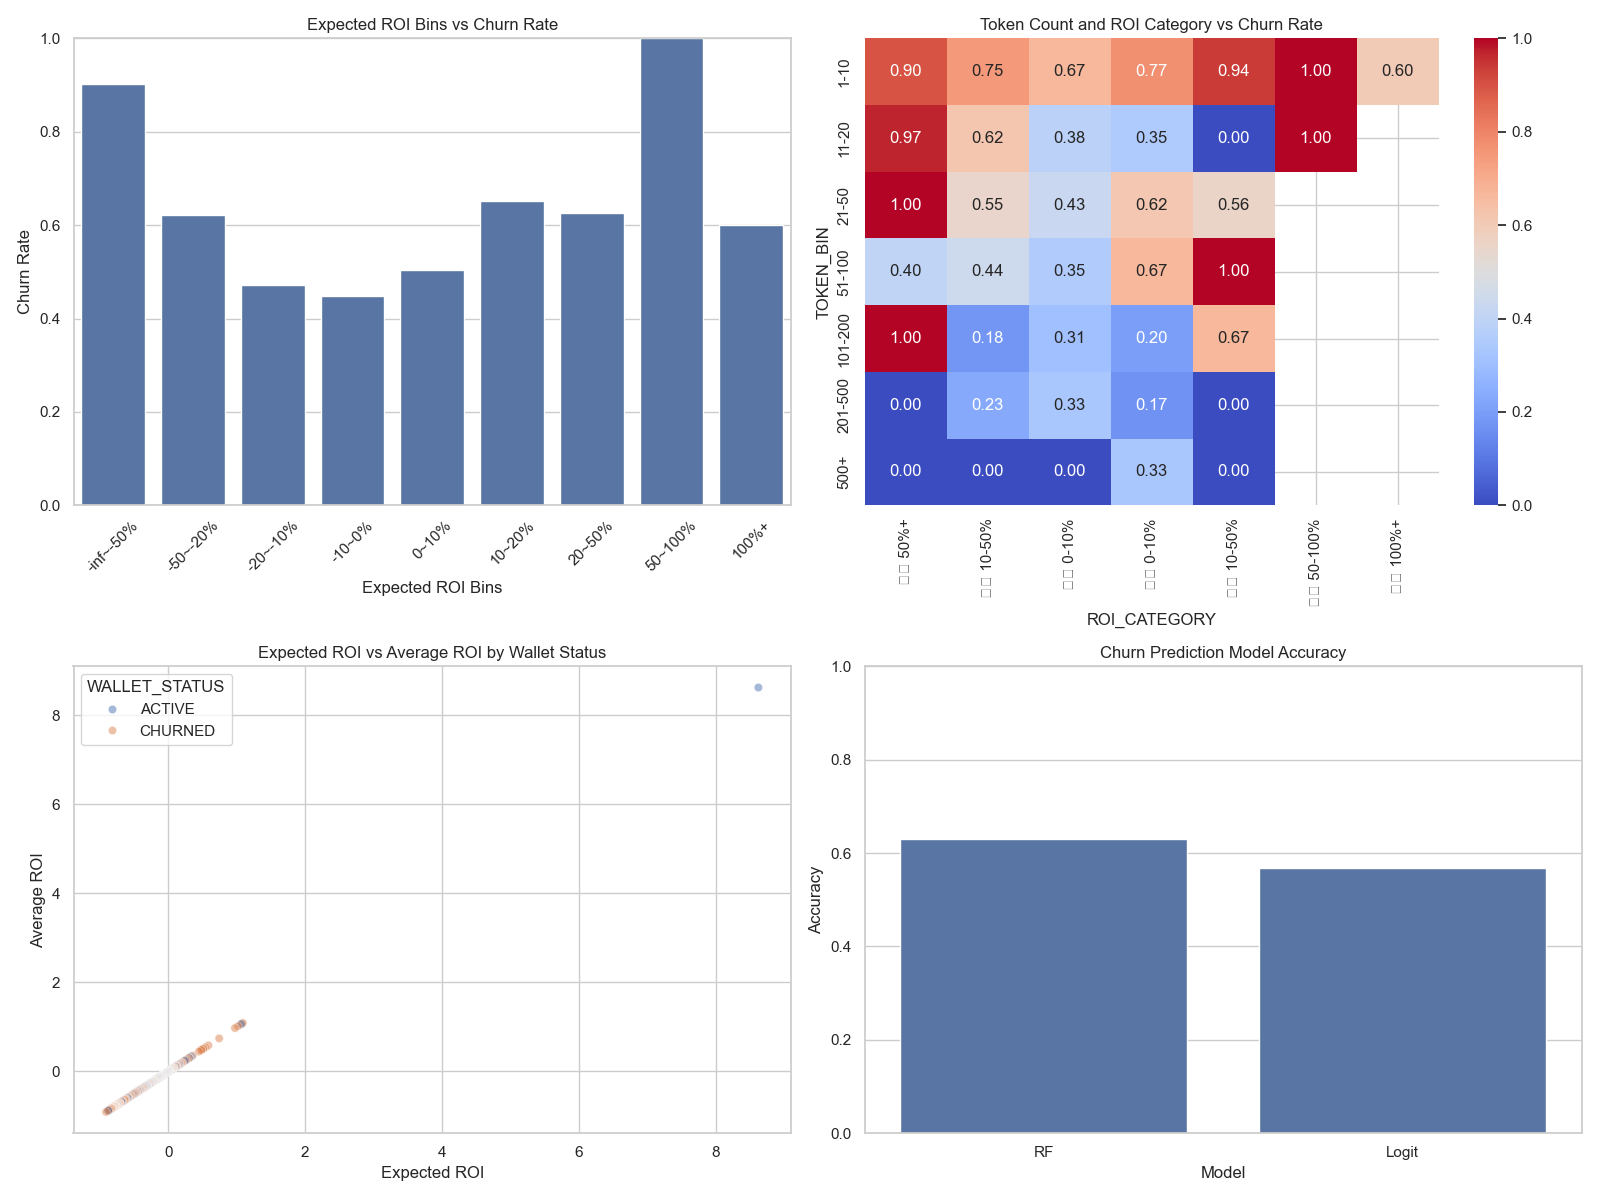 Expected ROI Bins vs Churn Rate
1.0
0.8
0.6
0.4
0.2
0.0
Churn Rate
-inf~-50%
-50~-20%
-20~-10%
-10~0%
0~10%
10~20%
20~50%
50~100%
100%+
Expected ROI Bins
Token Count and ROI Category vs Churn Rate
TOKEN_BIN
1-10
0.90 0.75 0.67 0.77 0.94 1.00 0.60
11-20
0.97 0.62 0.38 0.35 0.00 1.00
21-50
1.00 0.55 0.43 0.62 0.56
51-100
0.40 0.44 0.35 0.67 1.00
101-200
1.00 0.18 0.31 0.20 0.67
201-500
0.00 0.23 0.33 0.17 0.00
500+
0.00 0.00 0.00 0.33 0.00
50%+
10-50%
0-10%
0-10%
10-50%
50-100%
100%+
ROI_CATEGORY
1.0
0.8
0.6
0.4
0.2
0.0
Expected ROI vs Average ROI by Wallet Status
WALLET_STATUS
ACTIVE
CHURNED
8
6
4
2
0
Average ROI
0
2
4
6
8
Expected ROI
Churn Prediction Model Accuracy
1.0
0.8
0.6
0.4
0.2
0.0
Accuracy
RF
Logit
Model